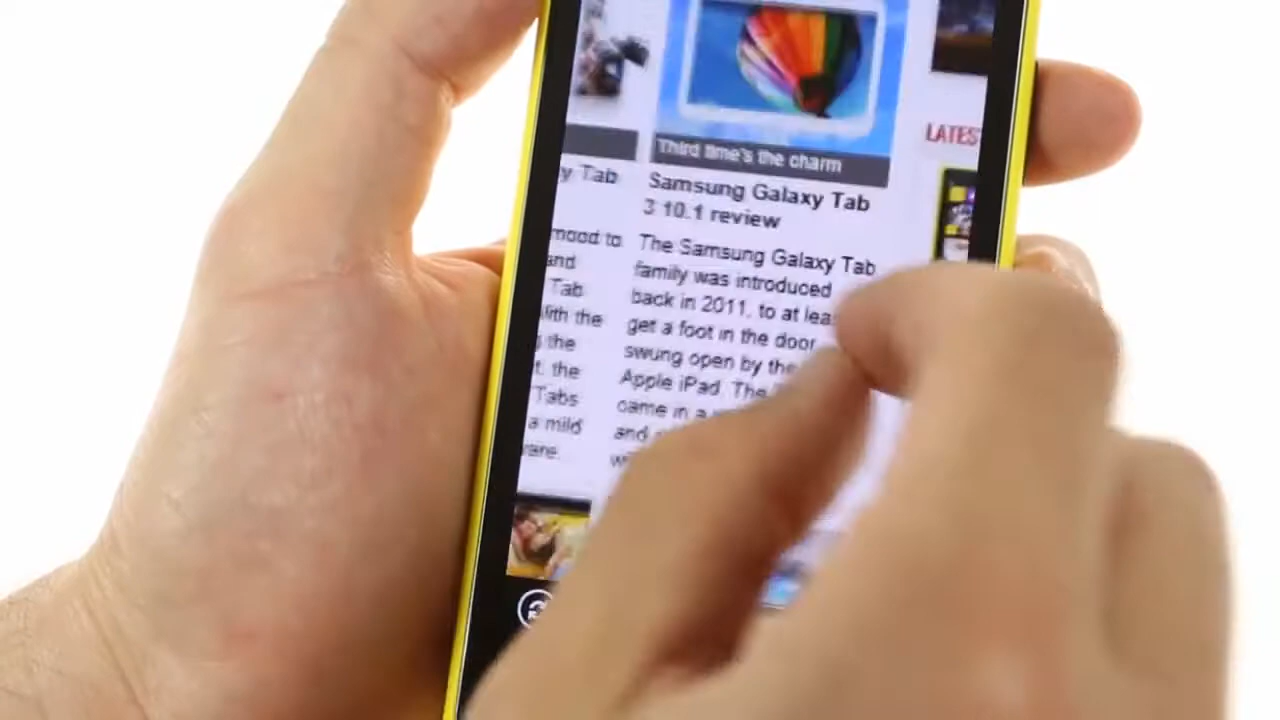 Third time's the charm
Samsung Galaxy Tab
3 10.1 review
The Samsung Galaxy Tab
family was introduced
back in 2011, to at
get a foot in the door
swung open by the
Apple iPad. The
came in a
and
y Tab
mood to
and
Tab
With the
the
the
Tabs
a mild
LATES